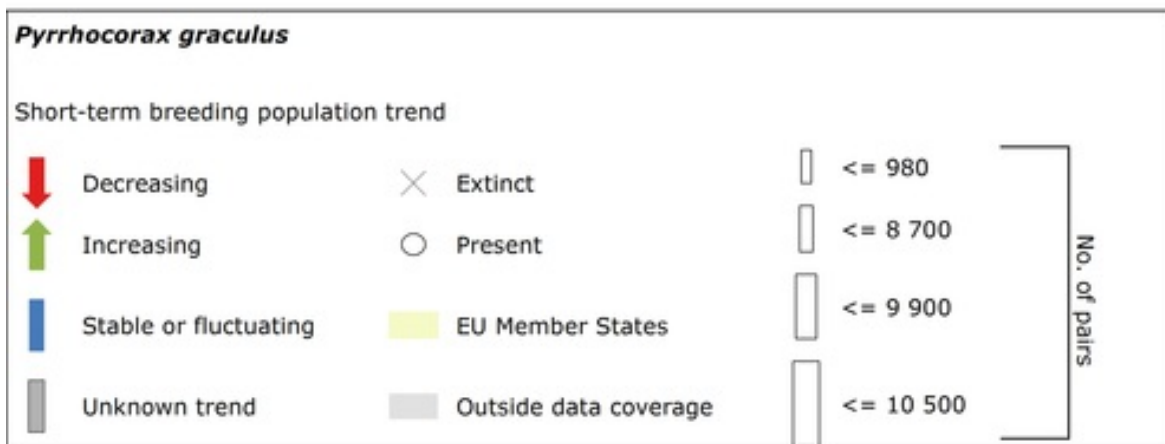 Pyrrhocorax graculus
Short-term breeding population trend
Decreasing
Increasing
Stable or fluctuating
Unknown trend
Extinct
Present
EU Member States
Outside data coverage
<= 980
<= 8 700
<= 9 900
<= 10 500
No. of pairs